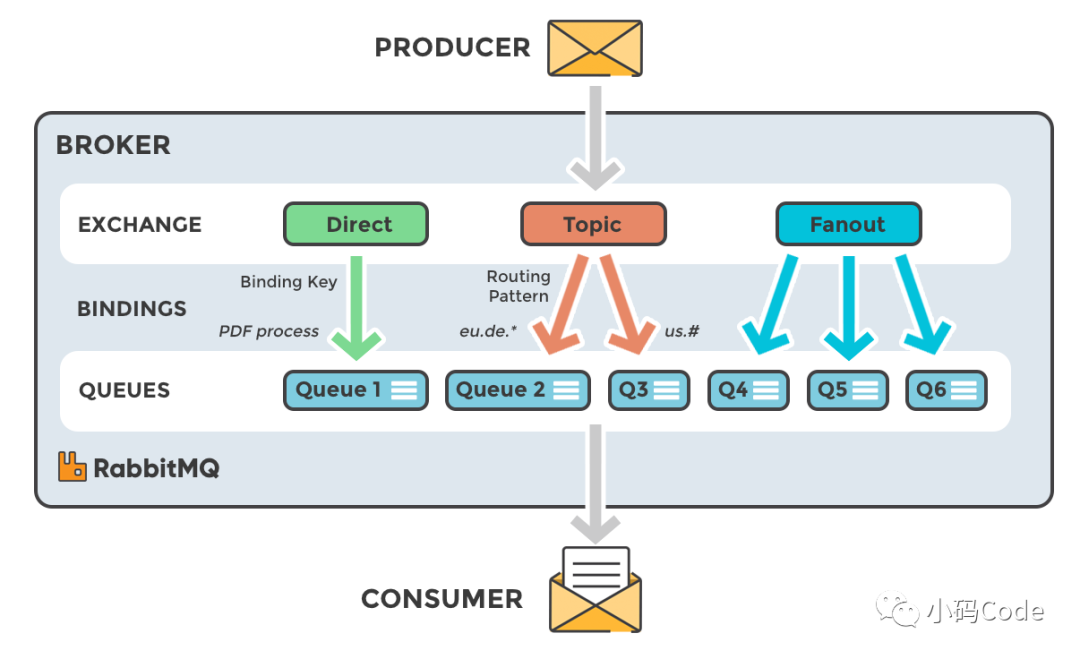 PRODUCER
BROKER
EXCHANGE
Direct
Topic
Fanout
Binding Key
Routing
Pattern
BINDINGS
PDF process
eu.de.*
us.#
QUEUES
Queue 1
Queue 2
Q3
Q4
Q5
Q6
RabbitMQ
CONSUMER
小码Code